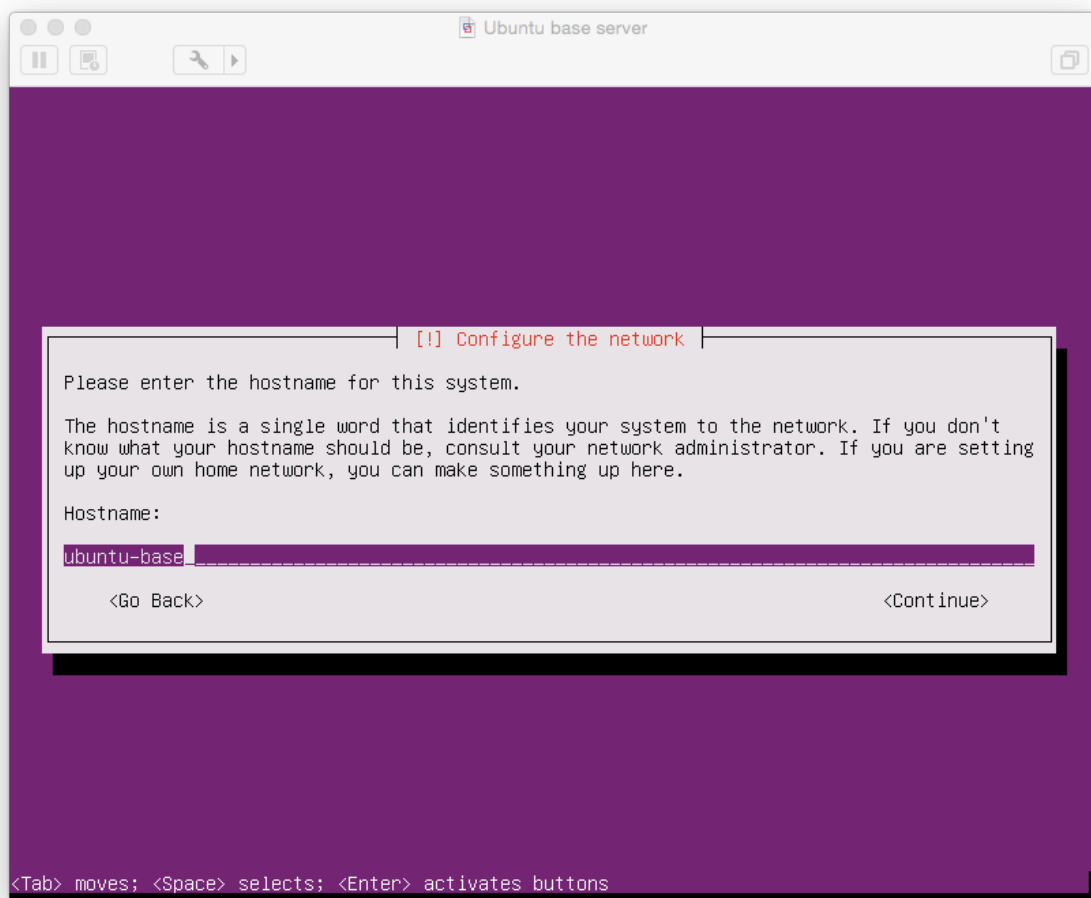 Ubuntu base server
[!] Configure the network
Please enter the hostname for this system.
The hostname is a single word that identifies your system to the network. If you don't
know what your hostname should be, consult your network administrator. If you are setting
up your own home network, you can make something up here.
Hostname:
ubuntu-base
<Go Back> <Continue>
<Tab> moves; <Space> selects; <Enter> activates buttons